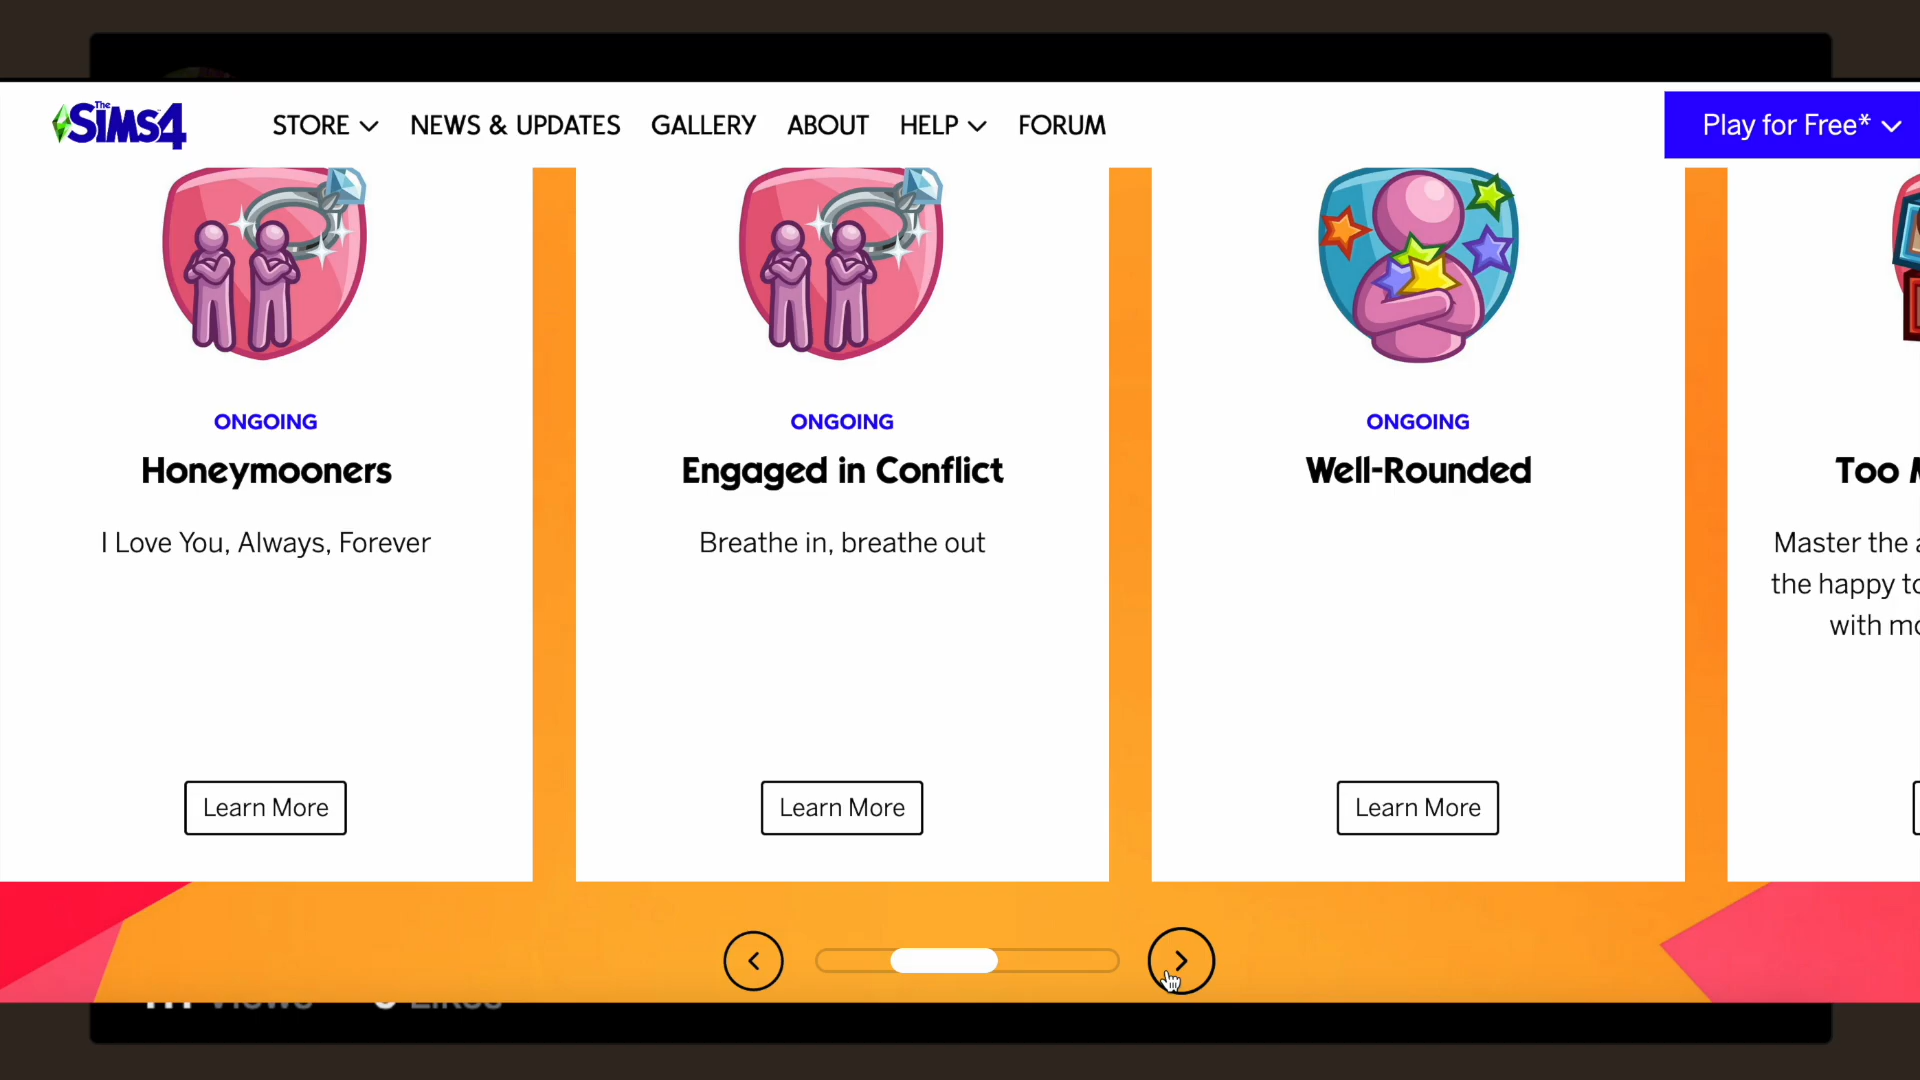 The Sims 4
STORE
NEWS & UPDATES
GALLERY
ABOUT
HELP
FORUM
Play for Free*
ONGOING
Honeymooners
I Love You, Always, Forever
Learn More
ONGOING
Engaged in Conflict
Breathe in, breathe out
Learn More
ONGOING
Well-Rounded
Learn More
Too
Master the
the happy
with